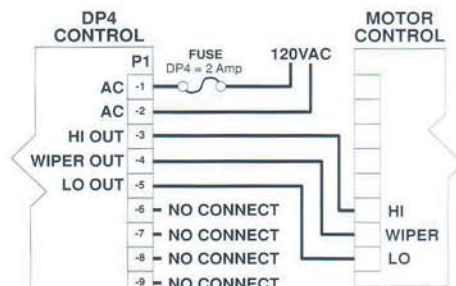 DP4
CONTROL
MOTOR
CONTROL
P1
FUSE
DP4 = 2 Amp
120VAC
AC -1
AC -2
HI OUT -3
WIPER OUT -4
LO OUT -5
-6 NO CONNECT
-7 NO CONNECT
-8 NO CONNECT
-9 NO CONNECT
HI
WIPER
LO